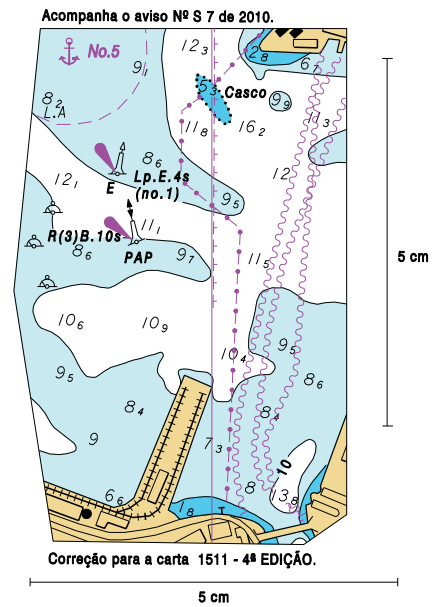 Acompanha o aviso Nº S 7 de 2010.
No.5
12₃
2₈
6₇
9₁
5₃
Casco
9₉
8₂
L.A
11₈
16₂
11₃
8₆
12₁
Lp.E.4s
(no.1)
12
E
9₅
R(3)B.10s
11₁
8₆
PAP
9₇
11₅
5 cm
10₆
10₉
10₄
9₅
9₅
8₆
8₄
8₄
9
7₃
10
6₆
8
13₈
1₈
T
Correção para a carta 1511 - 4ª EDIÇÃO.
5 cm